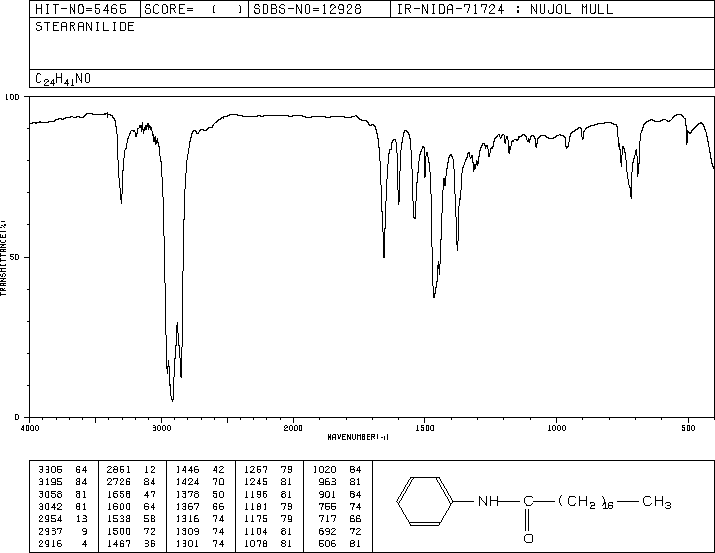 HIT-NO=5465 SCORE= ( ) SDBS-NO=12928 IR-NIDA-71724 : NUJOL MULL
STEARANILIDE
C24H41NO
100
50
0
TRANSMITTANCE(%)
4000 3000 2000 1500 1000 500
WAVENUMBER(-1)
3305 64 2851 12 1446 42 1257 79 1020 84
3195 84 2726 84 1424 70 1245 81 963 81
3058 81 1658 47 1378 50 1196 81 901 84
3042 81 1600 64 1367 66 1181 79 755 74
2954 13 1538 58 1316 74 1175 79 717 66
2937 9 1500 72 1309 74 1104 81 692 72
2916 4 1467 36 1301 74 1078 81 506 81
NH C (CH2)16 CH3
O